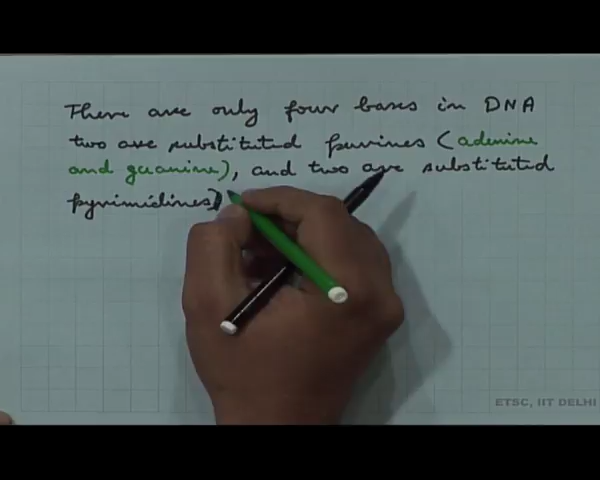 There are only four bases in DNA
two are substituted purines (adenine
and guanine), and two are substituted
pyrimidines)
ETSC, IIT DELHI